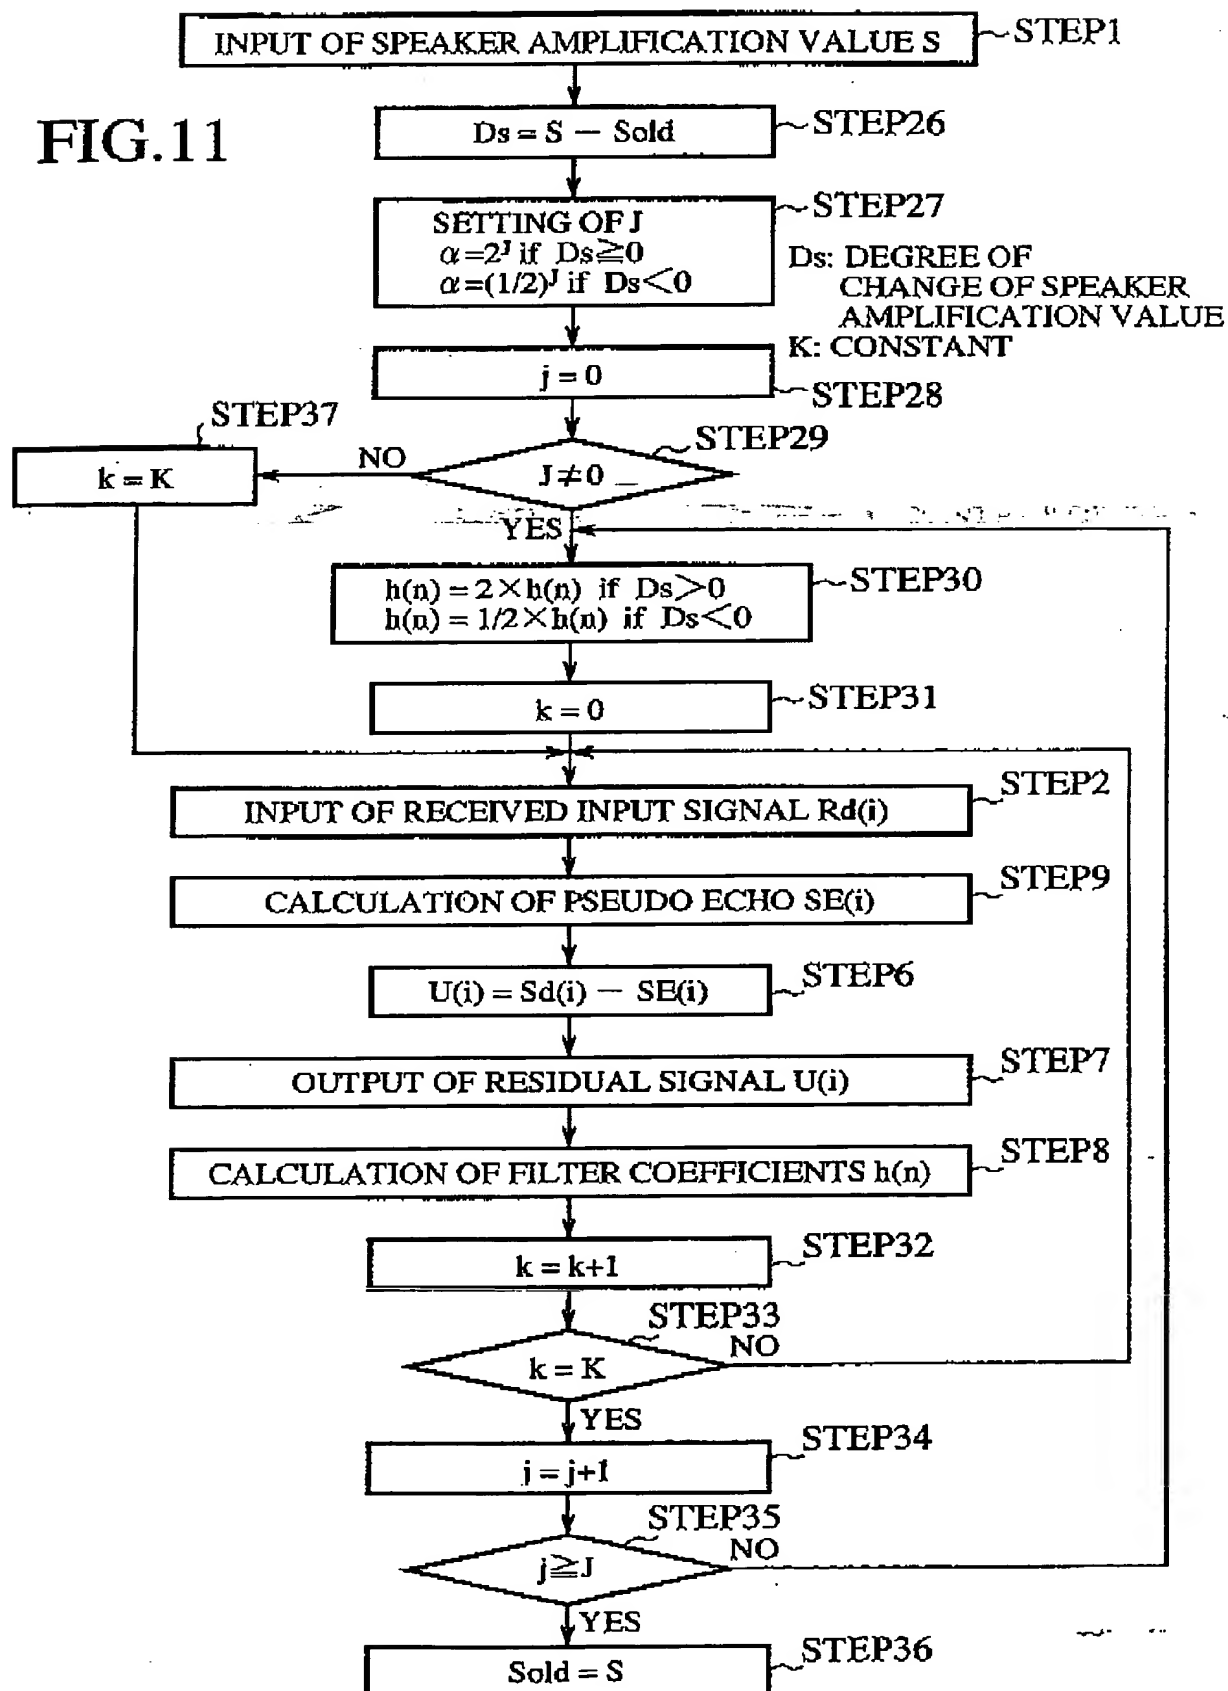 INPUT OF SPEAKER AMPLIFICATION VALUE S
STEP1
FIG.11
Ds = S − Sold
STEP26
SETTING OF J
α=2^J if Ds≧0
α=(1/2)^J if Ds<0
STEP27
Ds: DEGREE OF
CHANGE OF SPEAKER
AMPLIFICATION VALUE
K: CONSTANT
j = 0
STEP28
STEP37
k = K
NO
J≠0
STEP29
YES
h(n) = 2×h(n) if Ds>0
h(n) = 1/2×h(n) if Ds<0
STEP30
k = 0
STEP31
INPUT OF RECEIVED INPUT SIGNAL Rd(i)
STEP2
CALCULATION OF PSEUDO ECHO SE(i)
STEP9
U(i) = Sd(i) − SE(i)
STEP6
OUTPUT OF RESIDUAL SIGNAL U(i)
STEP7
CALCULATION OF FILTER COEFFICIENTS h(n)
STEP8
k = k+1
STEP32
STEP33
k = K
NO
YES
j = j+1
STEP34
STEP35
j≧J
NO
YES
Sold = S
STEP36